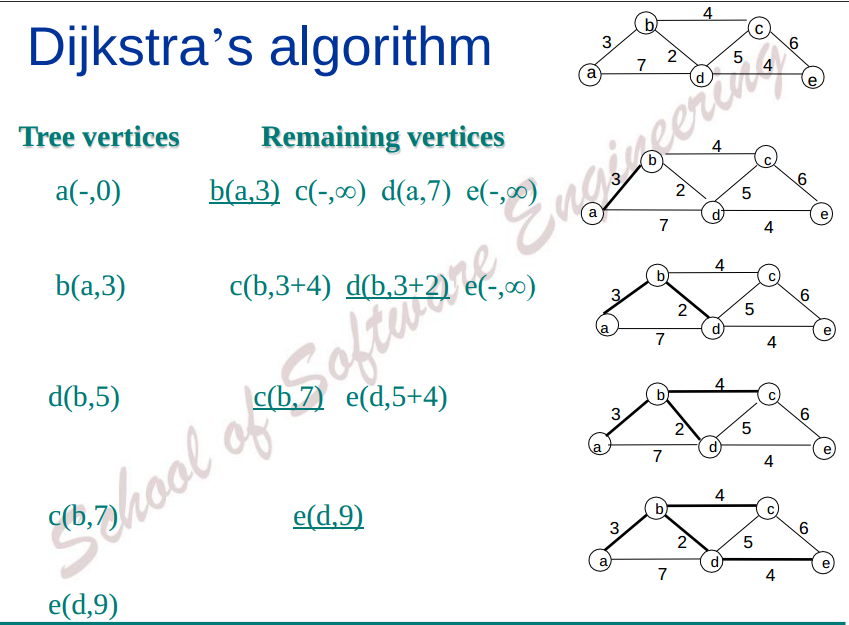 Dijkstra’s algorithm
4
b
c
3
2
5
6
7
4
a
d
e
Tree vertices Remaining vertices
a(-,0) b(a,3) c(-,∞) d(a,7) e(-,∞)
4
b
c
3
2
5
6
a
d
e
7
4
b(a,3) c(b,3+4) d(b,3+2) e(-,∞)
4
b
c
3
2
5
6
a
d
e
7
4
d(b,5) c(b,7) e(d,5+4)
4
b
c
3
2
5
6
a
d
e
7
4
c(b,7) e(d,9)
4
b
c
3
2
5
6
a
d
e
7
4
e(d,9)
School of Software Engineering